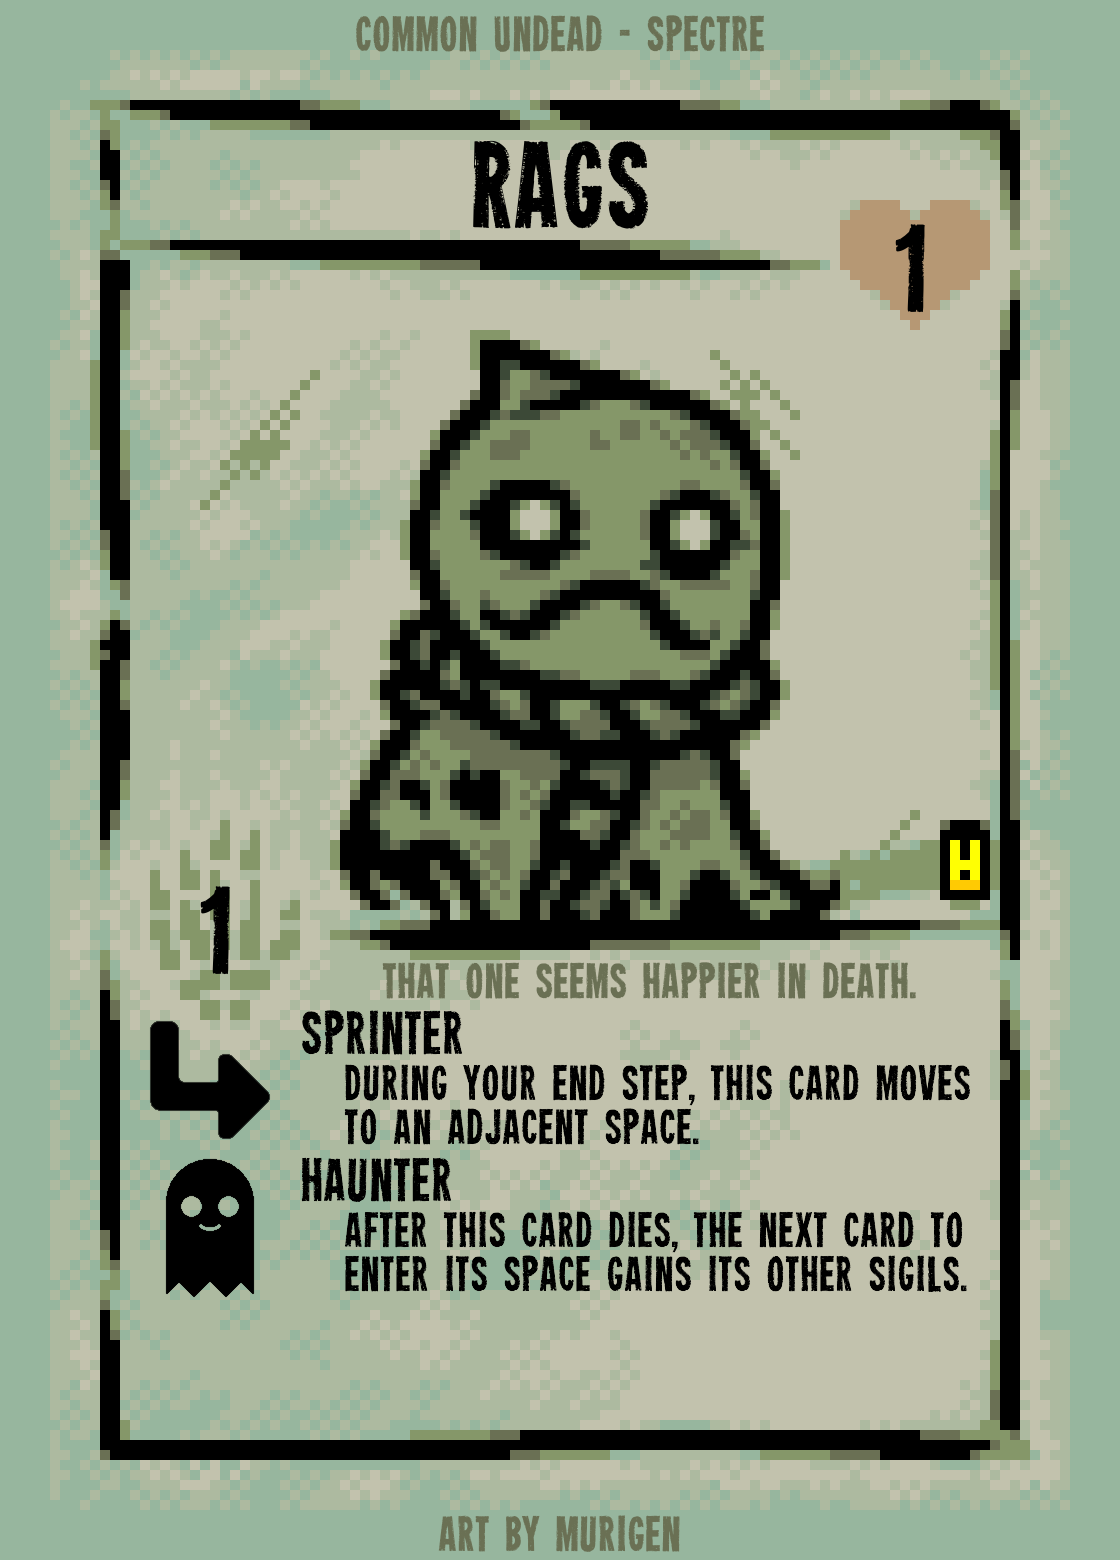 COMMON UNDEAD - SPECTRE
RAGS
1
1
THAT ONE SEEMS HAPPIER IN DEATH.
SPRINTER
DURING YOUR END STEP, THIS CARD MOVES
TO AN ADJACENT SPACE.
HAUNTER
AFTER THIS CARD DIES, THE NEXT CARD TO
ENTER ITS SPACE GAINS ITS OTHER SIGILS.
ART BY MURIGEN